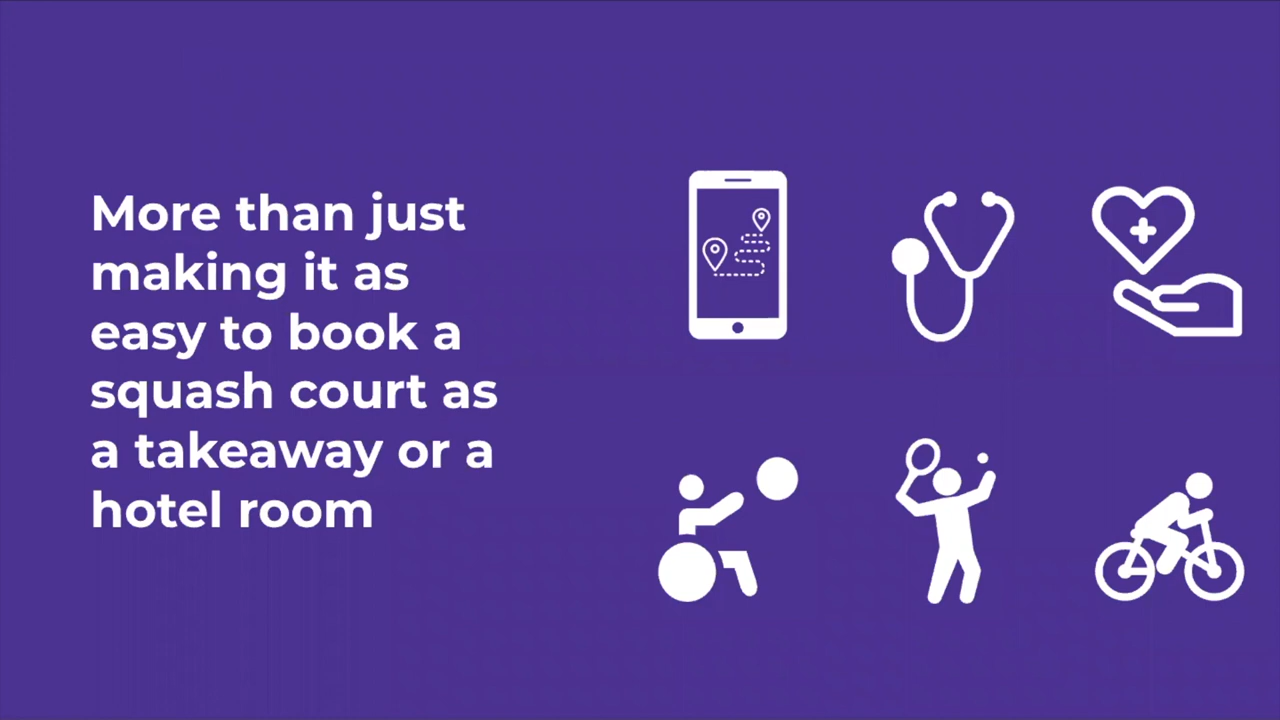 More than just
making it as
easy to book a
squash court as
a takeaway or a
hotel room